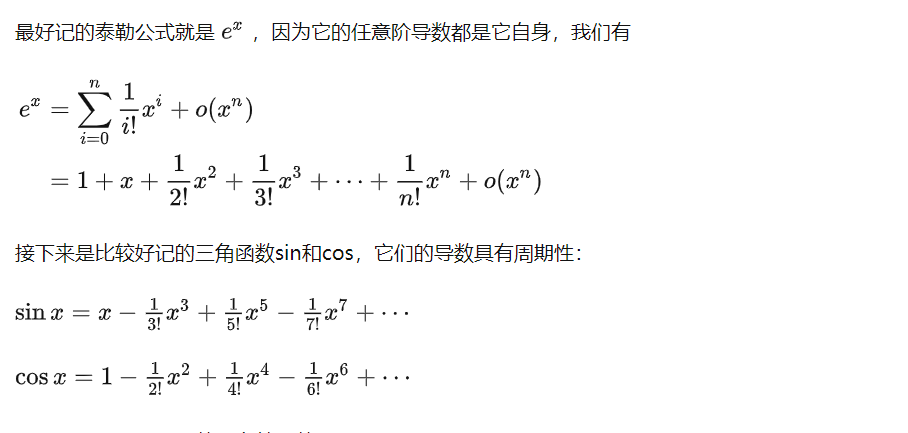 最好记的泰勒公式就是 e^x ，因为它的任意阶导数都是它自身，我们有
e^x = \sum_{i=0}^{n} \frac{1}{i!} x^i + o(x^n)
= 1 + x + \frac{1}{2!} x^2 + \frac{1}{3!} x^3 + \cdots + \frac{1}{n!} x^n + o(x^n)
接下来是比较好记的三角函数sin和cos，它们的导数具有周期性：
\sin x = x - \frac{1}{3!} x^3 + \frac{1}{5!} x^5 - \frac{1}{7!} x^7 + \cdots
\cos x = 1 - \frac{1}{2!} x^2 + \frac{1}{4!} x^4 - \frac{1}{6!} x^6 + \cdots